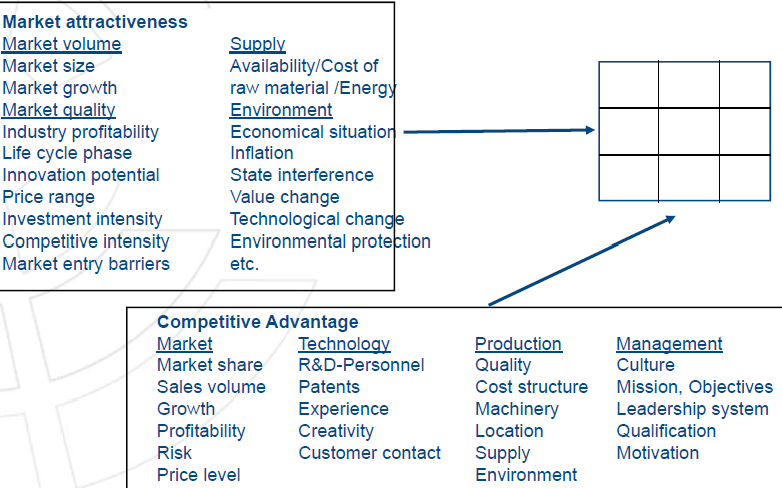 Market attractiveness
Market volume
Market size
Market growth
Market quality
Industry profitability
Life cycle phase
Innovation potential
Price range
Investment intensity
Competitive intensity
Market entry barriers
Supply
Availability/Cost of
raw material /Energy
Environment
Economical situation
Inflation
State interference
Value change
Technological change
Environmental protection
etc.
Competitive Advantage
Market
Market share
Sales volume
Growth
Profitability
Risk
Price level
Technology
R&D-Personnel
Patents
Experience
Creativity
Customer contact
Production
Quality
Cost structure
Machinery
Location
Supply
Environment
Management
Culture
Mission, Objectives
Leadership system
Qualification
Motivation